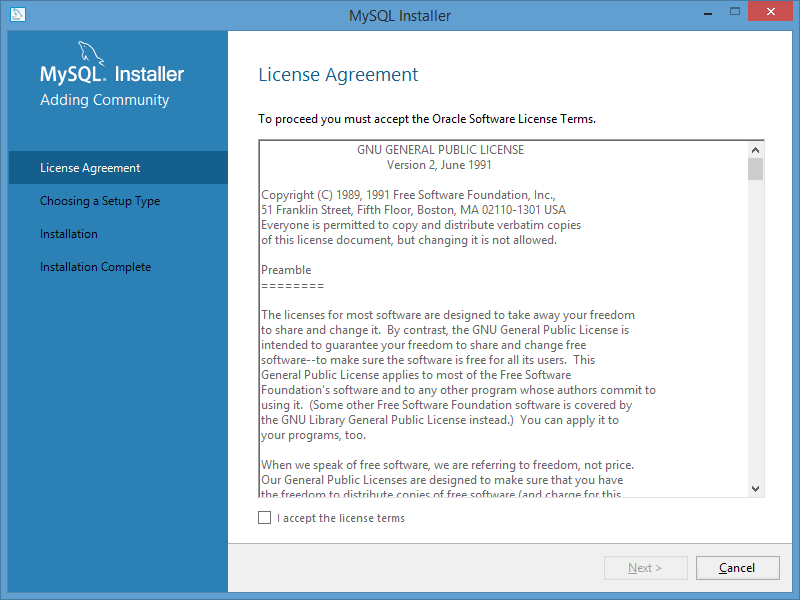 MySQL Installer
MySQL. Installer
Adding Community
License Agreement
Choosing a Setup Type
Installation
Installation Complete
License Agreement
To proceed you must accept the Oracle Software License Terms.
GNU GENERAL PUBLIC LICENSE
Version 2, June 1991
Copyright (C) 1989, 1991 Free Software Foundation, Inc.,
51 Franklin Street, Fifth Floor, Boston, MA 02110-1301 USA
Everyone is permitted to copy and distribute verbatim copies
of this license document, but changing it is not allowed.
Preamble
========
The licenses for most software are designed to take away your freedom
to share and change it.  By contrast, the GNU General Public License is
intended to guarantee your freedom to share and change free
software--to make sure the software is free for all its users.  This
General Public License applies to most of the Free Software
Foundation's software and to any other program whose authors commit to
using it.  (Some other Free Software Foundation software is covered by
the GNU Library General Public License instead.)  You can apply it to
your programs, too.
When we speak of free software, we are referring to freedom, not price.
Our General Public Licenses are designed to make sure that you have
the freedom to distribute copies of free software (and charge for this
I accept the license terms
Next >
Cancel